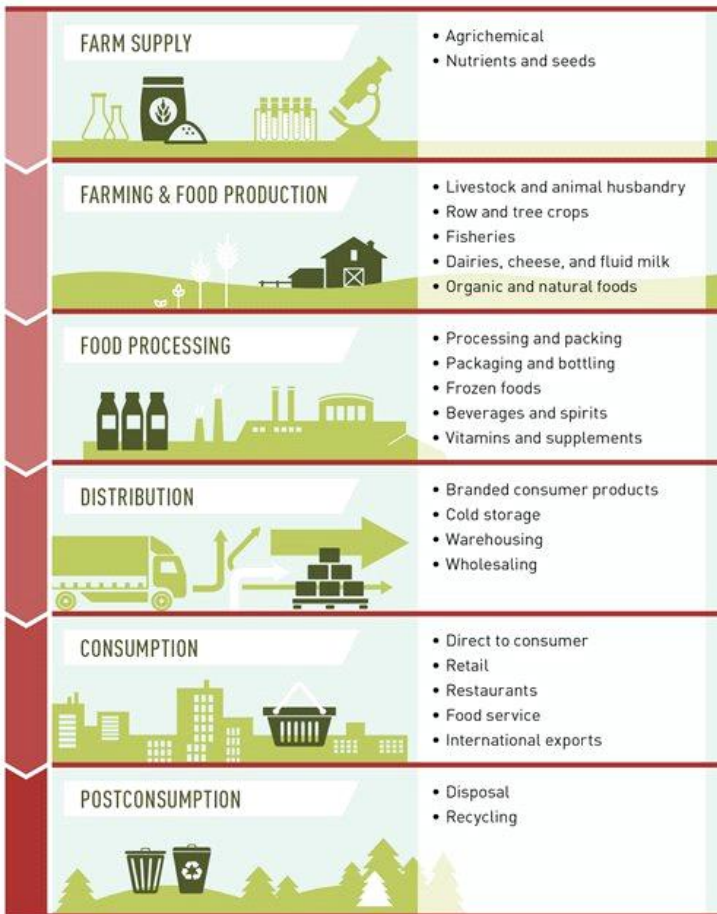 FARM SUPPLY
• Agrichemical
• Nutrients and seeds
FARMING & FOOD PRODUCTION
• Livestock and animal husbandry
• Row and tree crops
• Fisheries
• Dairies, cheese, and fluid milk
• Organic and natural foods
FOOD PROCESSING
• Processing and packing
• Packaging and bottling
• Frozen foods
• Beverages and spirits
• Vitamins and supplements
DISTRIBUTION
• Branded consumer products
• Cold storage
• Warehousing
• Wholesaling
CONSUMPTION
• Direct to consumer
• Retail
• Restaurants
• Food service
• International exports
POSTCONSUMPTION
• Disposal
• Recycling